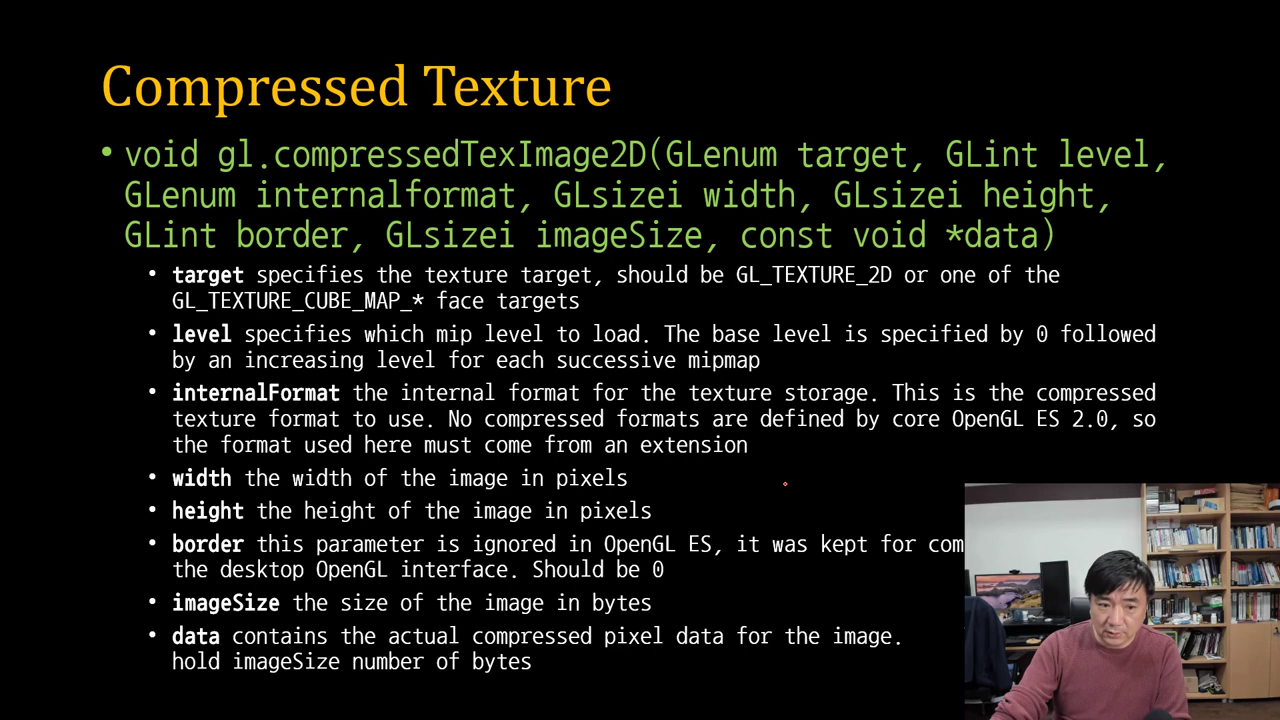 Compressed Texture
• void gl.compressedTexImage2D(GLenum target, GLint level,
GLenum internalformat, GLsizei width, GLsizei height,
GLint border, GLsizei imageSize, const void *data)
• target specifies the texture target, should be GL_TEXTURE_2D or one of the
GL_TEXTURE_CUBE_MAP_* face targets
• level specifies which mip level to load. The base level is specified by 0 followed
by an increasing level for each successive mipmap
• internalFormat the internal format for the texture storage. This is the compressed
texture format to use. No compressed formats are defined by core OpenGL ES 2.0, so
the format used here must come from an extension
• width the width of the image in pixels
• height the height of the image in pixels
• border this parameter is ignored in OpenGL ES, it was kept for com
the desktop OpenGL interface. Should be 0
• imageSize the size of the image in bytes
• data contains the actual compressed pixel data for the image.
hold imageSize number of bytes